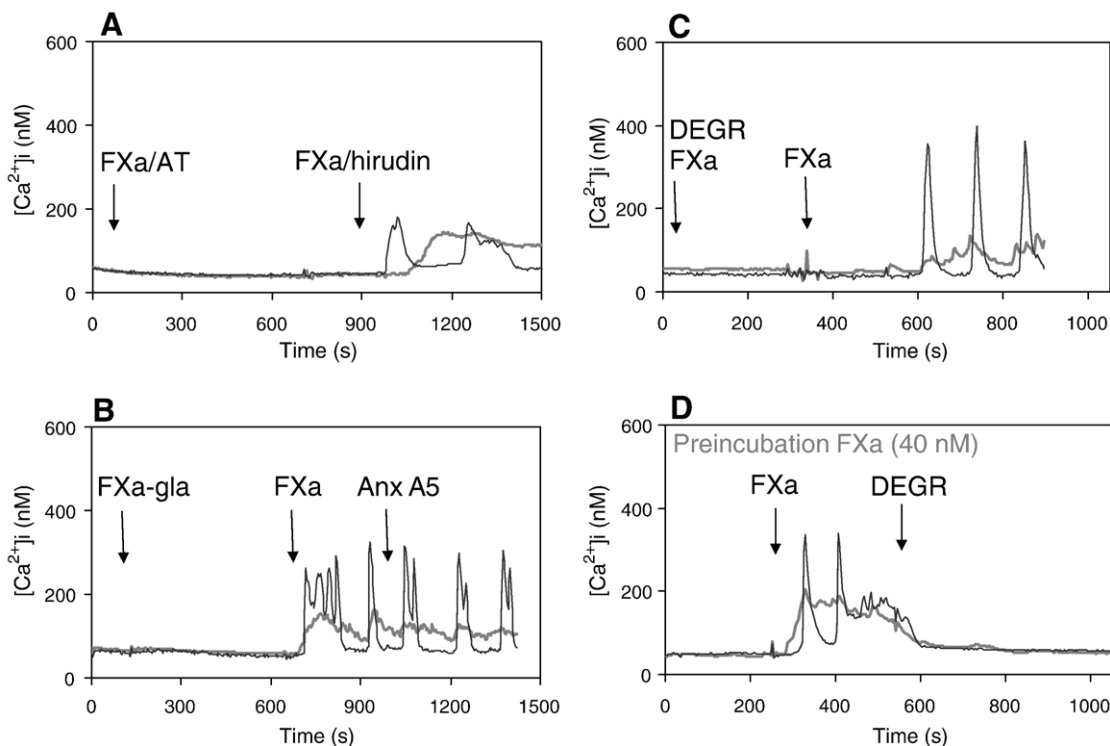 A
600
400
200
0
[Ca²⁺]i (nM)
FXa/AT
FXa/hirudin
0 300 600 900 1200 1500
Time (s)
B
600
400
200
0
[Ca²⁺]i (nM)
FXa-gla
FXa
Anx A5
0 300 600 900 1200 1500
Time (s)
C
600
400
200
0
[Ca²⁺]i (nM)
DEGR
FXa
FXa
0 200 400 600 800 1000
Time (s)
D
600
400
200
0
[Ca²⁺]i (nM)
Preincubation FXa (40 nM)
FXa
DEGR
0 200 400 600 800 1000
Time (s)